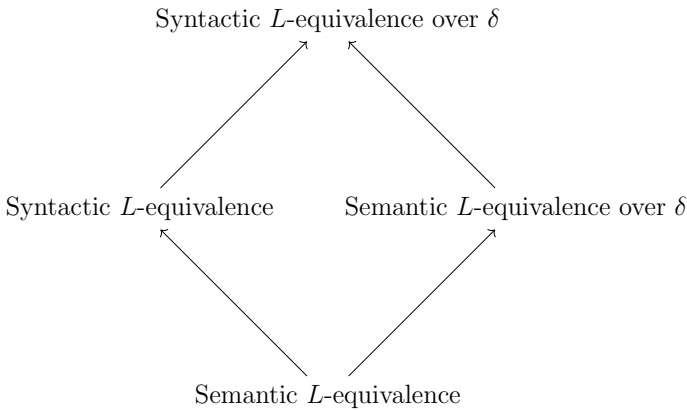 Syntactic L-equivalence over δ
Syntactic L-equivalence
Semantic L-equivalence over δ
Semantic L-equivalence